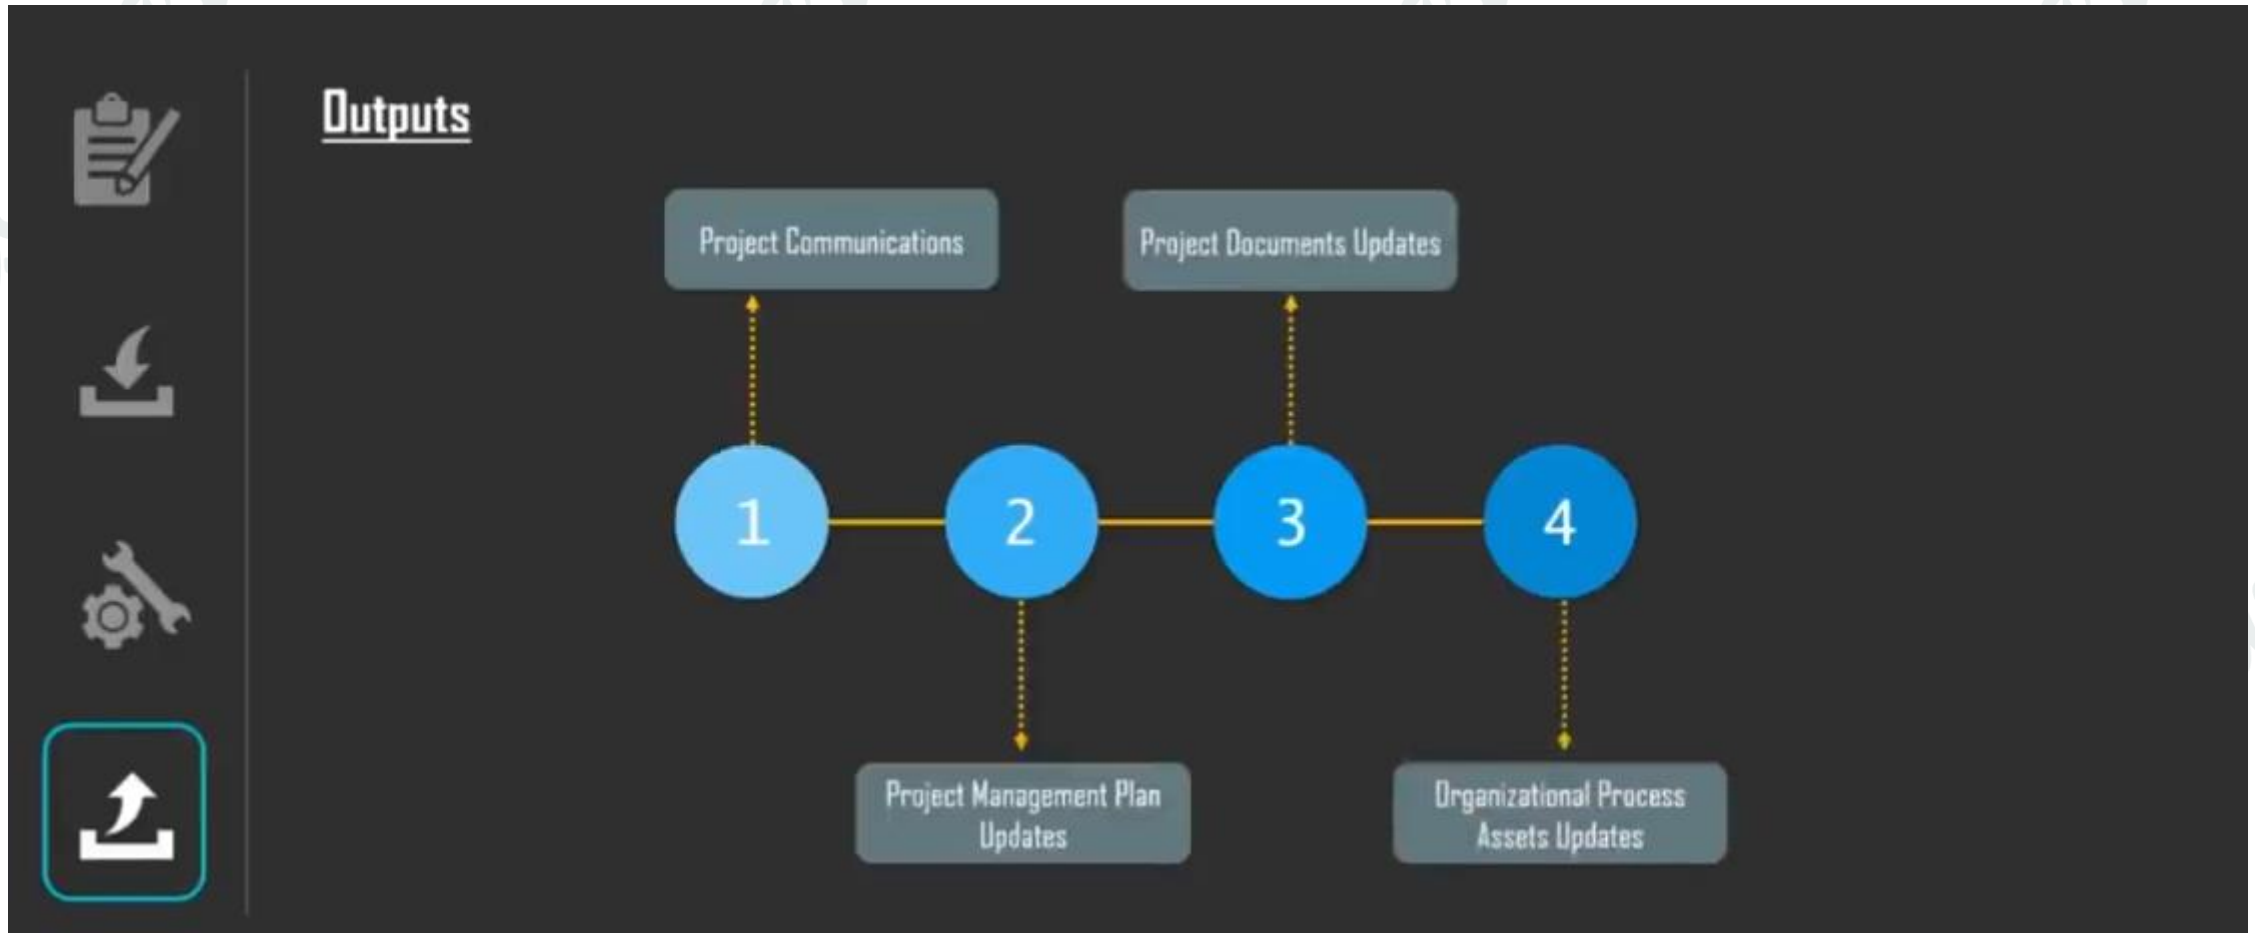 Outputs
Project Communications
Project Documents Updates
1
2
3
4
Project Management Plan
Updates
Organizational Process
Assets Updates